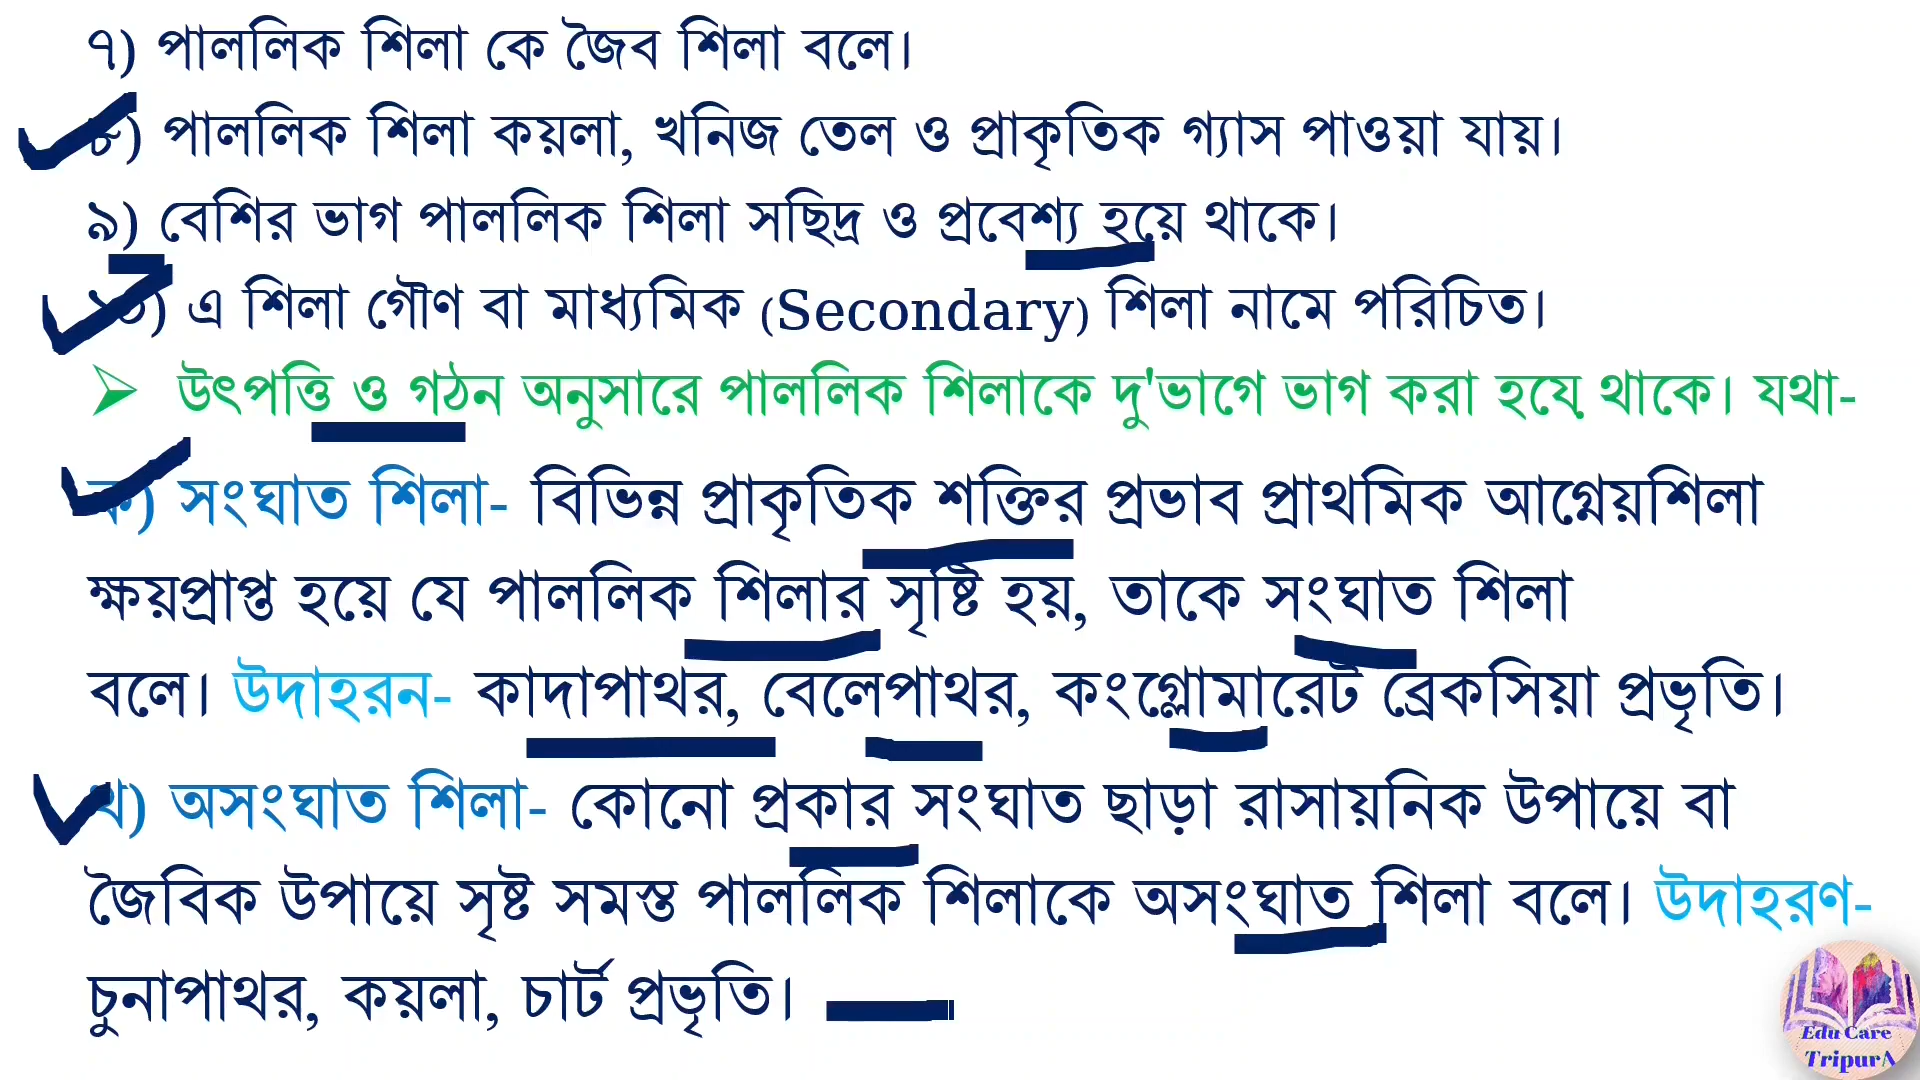 ৭) পাললিক শিলা কে জৈব শিলা বলে।
৮) পাললিক শিলা কয়লা, খনিজ তেল ও প্রাকৃতিক গ্যাস পাওয়া যায়।
৯) বেশির ভাগ পাললিক শিলা সছিদ্র ও প্রবেশ্য হয়ে থাকে।
১০) এ শিলা গৌণ বা মাধ্যমিক (Secondary) শিলা নামে পরিচিত।
➢ উৎপত্তি ও গঠন অনুসারে পাললিক শিলাকে দু'ভাগে ভাগ করা হযে় থাকে। যথা-
ক) সংঘাত শিলা- বিভিন্ন প্রাকৃতিক শক্তির প্রভাব প্রাথমিক আগ্নেয়শিলা
ক্ষয়প্রাপ্ত হয়ে যে পাললিক শিলার সৃষ্টি হয়, তাকে সংঘাত শিলা
বলে। উদাহরন- কাদাপাথর, বেলেপাথর, কংগ্লোমারেট ব্রেকসিয়া প্রভৃতি।
খ) অসংঘাত শিলা- কোনো প্রকার সংঘাত ছাড়া রাসায়নিক উপায়ে বা
জৈবিক উপায়ে সৃষ্ট সমস্ত পাললিক শিলাকে অসংঘাত শিলা বলে। উদাহরণ-
চুনাপাথর, কয়লা, চার্ট প্রভৃতি।
Edu Care
TripurA